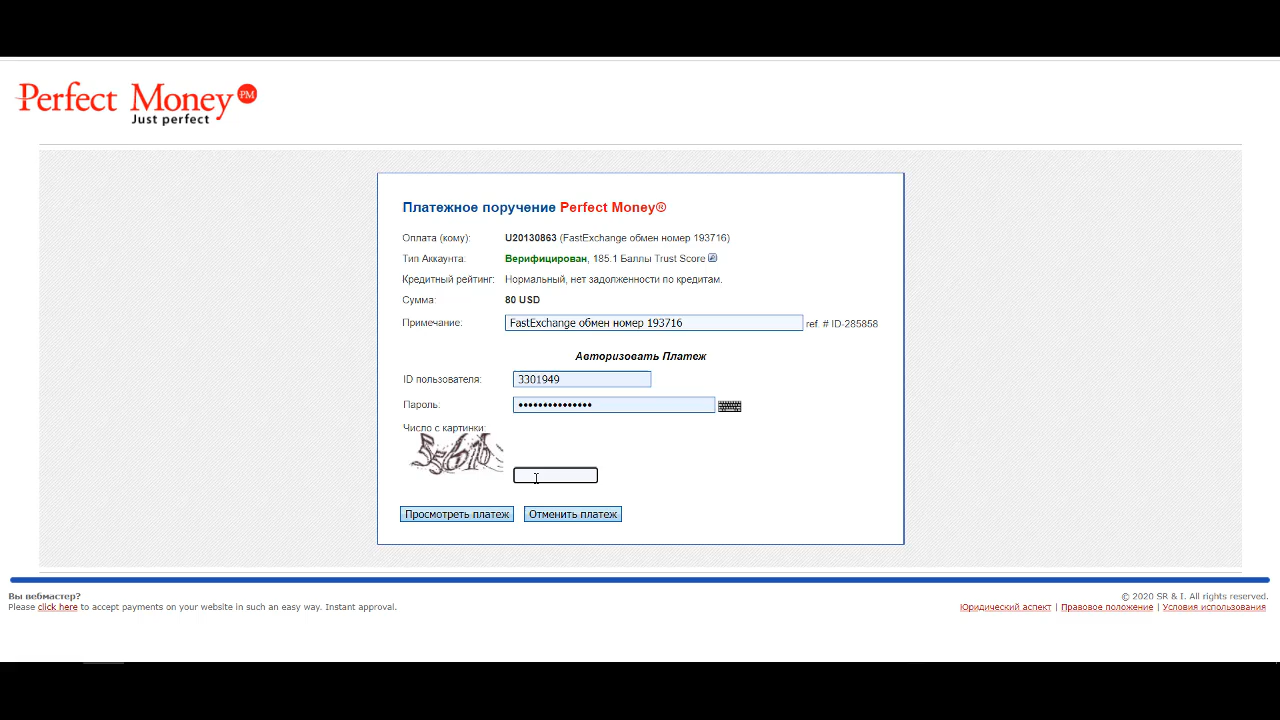 Perfect Money PM
Just perfect
Платежное поручение Perfect Money®
Оплата (кому): U20130863 (FastExchange обмен номер 193716)
Тип Аккаунта: Верифицирован, 185.1 Баллы Trust Score
Кредитный рейтинг: Нормальный, нет задолженности по кредитам.
Сумма: 80 USD
Примечание: FastExchange обмен номер 193716 ref. # ID-285858
Авторизовать Платеж
ID пользователя: 3301949
Пароль: •••••••••••••••
Число с картинки:
Просмотреть платеж Отменить платеж
Вы вебмастер? © 2020 SR & I. All rights reserved.
Please click here to accept payments on your website in such an easy way. Instant approval. Юридический аспект | Правовое положение | Условия использования